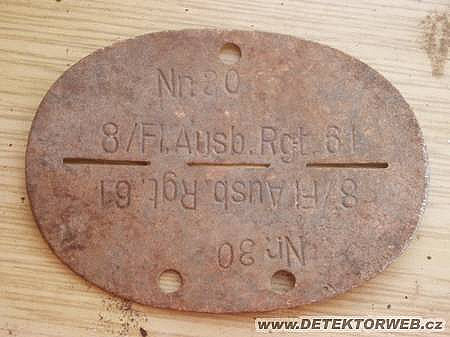 Nr. 30
8/Fl.Ausb.Rgt. 61
8/Fl.Ausb.Rgt. 61
Nr. 30
www.DETEKTORWEB.cz